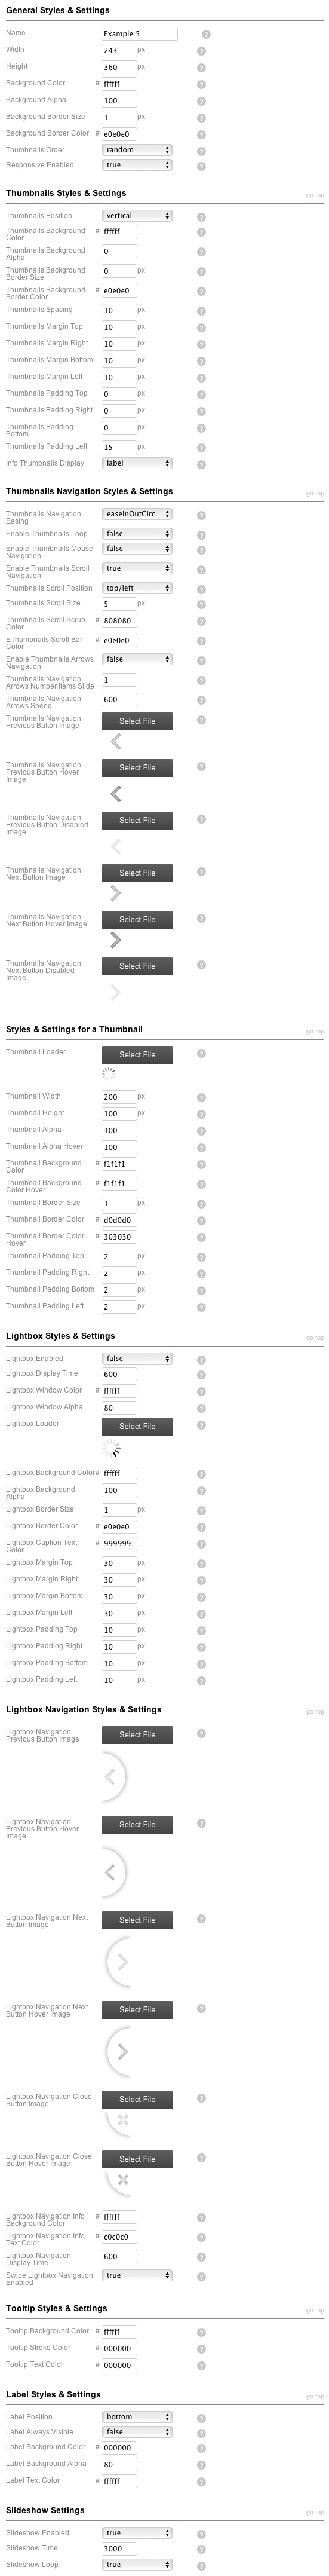 General Styles & Settings
Name Example 5 ?
Width 243 px ?
Height 360 px ?
Background Color # ffffff ?
Background Alpha 100 ?
Background Border Size 1 px ?
Background Border Color # e0e0e0 ?
Thumbnails Order random ?
Responsive Enabled true ?
Thumbnails Styles & Settings go top
Thumbnails Position vertical ?
Thumbnails Background
Color # ffffff ?
Thumbnails Background
Alpha 0 ?
Thumbnails Background
Border Size 0 px ?
Thumbnails Background
Border Color # e0e0e0 ?
Thumbnails Spacing 10 px ?
Thumbnails Margin Top 10 px ?
Thumbnails Margin Right 10 px ?
Thumbnails Margin Bottom 10 px ?
Thumbnails Margin Left 10 px ?
Thumbnails Padding Top 0 px ?
Thumbnails Padding Right 0 px ?
Thumbnails Padding
Bottom 0 px ?
Thumbnails Padding Left 15 px ?
Info Thumbnails Display label ?
Thumbnails Navigation Styles & Settings go top
Thumbnails Navigation
Easing easeInOutCirc ?
Enable Thumbnails Loop false ?
Enable Thumbnails Mouse
Navigation false ?
Enable Thumbnails Scroll
Navigation true ?
Thumbnails Scroll Position top/left ?
Thumbnails Scroll Size 5 px ?
Thumbnails Scroll Scrub
Color # 808080 ?
EThumbnails Scroll Bar
Color # e0e0e0 ?
Enable Thumbnails Arrows
Navigation false ?
Thumbnails Navigation
Arrows Number Items Slide 1 ?
Thumbnails Navigation
Arrows Speed 600 ?
Thumbnails Navigation
Previous Button Image Select File ?
Thumbnails Navigation
Previous Button Hover
Image Select File ?
Thumbnails Navigation
Previous Button Disabled
Image Select File ?
Thumbnails Navigation
Next Button Image Select File ?
Thumbnails Navigation
Next Button Hover Image Select File ?
Thumbnails Navigation
Next Button Disabled
Image Select File ?
Styles & Settings for a Thumbnail go top
Thumbnail Loader Select File ?
Thumbnail Width 200 px ?
Thumbnail Height 100 px ?
Thumbnail Alpha 100 ?
Thumbnail Alpha Hover 100 ?
Thumbnail Background
Color # f1f1f1 ?
Thumbnail Background
Color Hover # f1f1f1 ?
Thumbnail Border Size 1 px ?
Thumbnail Border Color # d0d0d0 ?
Thumbnail Border Color
Hover # 303030 ?
Thumbnail Padding Top 2 px ?
Thumbnail Padding Right 2 px ?
Thumbnail Padding Bottom 2 px ?
Thumbnail Padding Left 2 px ?
Lightbox Styles & Settings go top
Lightbox Enabled false ?
Lightbox Display Time 600 ?
Lightbox Window Color # ffffff ?
Lightbox Window Alpha 80 ?
Lightbox Loader Select File ?
Lightbox Background Color # ffffff ?
Lightbox Background
Alpha 100 ?
Lightbox Border Size 1 px ?
Lightbox Border Color # e0e0e0 ?
Lightbox Caption Text
Color # 999999 ?
Lightbox Margin Top 30 px ?
Lightbox Margin Right 30 px ?
Lightbox Margin Bottom 30 px ?
Lightbox Margin Left 30 px ?
Lightbox Padding Top 10 px ?
Lightbox Padding Right 10 px ?
Lightbox Padding Bottom 10 px ?
Lightbox Padding Left 10 px ?
Lightbox Navigation Styles & Settings go top
Lightbox Navigation
Previous Button Image Select File ?
Lightbox Navigation
Previous Button Hover
Image Select File ?
Lightbox Navigation Next
Button Image Select File ?
Lightbox Navigation Next
Button Hover Image Select File ?
Lightbox Navigation Close
Button Image Select File ?
Lightbox Navigation Close
Button Hover Image Select File ?
Lightbox Navigation Info
Background Color # ffffff ?
Lightbox Navigation Info
Text Color # c0c0c0 ?
Lightbox Navigation
Display Time 600 ?
Swipe Lightbox Navigation
Enabled true ?
Tooltip Styles & Settings go top
Tooltip Background Color # ffffff ?
Tooltip Stroke Color # 000000 ?
Tooltip Text Color # 000000 ?
Label Styles & Settings go top
Label Position bottom ?
Label Always Visible false ?
Label Background Color # 000000 ?
Label Background Alpha 80 ?
Label Text Color # ffffff ?
Slideshow Settings go top
Slideshow Enabled true ?
Slideshow Time 3000 ?
Slideshow Loop true ?